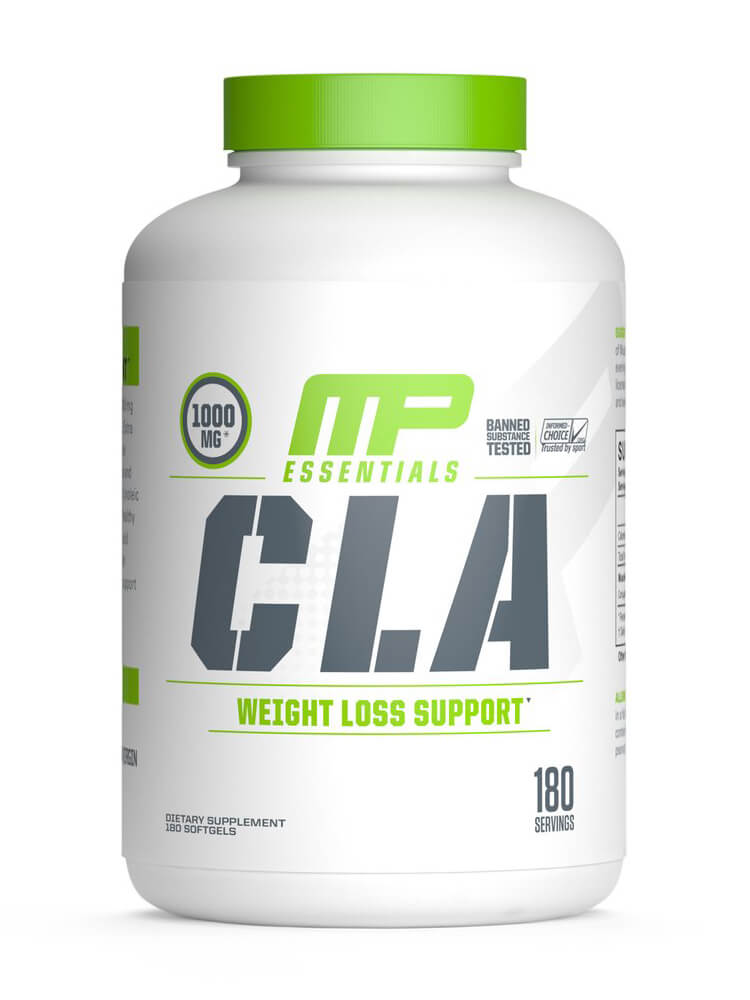 1000
MG*
MP
ESSENTIALS
BANNED
SUBSTANCE
TESTED
INFORMED-
CHOICE
Trusted by sport
CLA
WEIGHT LOSS SUPPORT
DIETARY SUPPLEMENT
180 SOFTGELS
180
SERVINGS